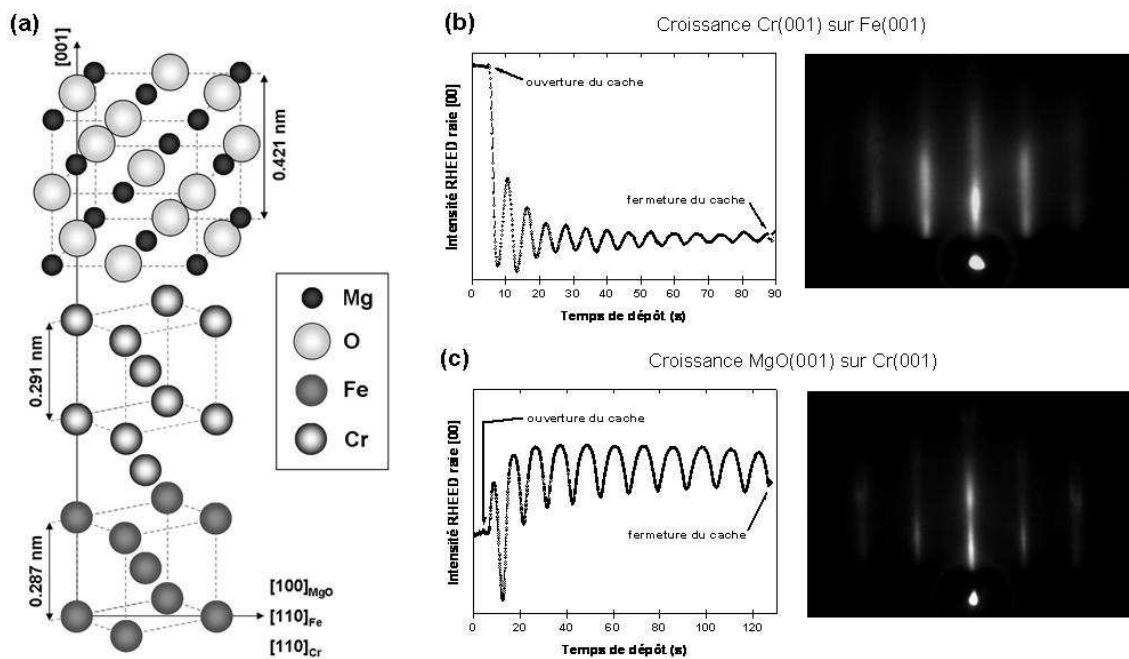 (a)
[001]
0.421 nm
0.291 nm
0.287 nm
Mg
O
Fe
Cr
[100]MgO
[110]Fe
[110]Cr
(b)
Croissance Cr(001) sur Fe(001)
Intensité RHEED raie [00]
ouverture du cache
fermeture du cache
0 10 20 30 40 50 60 70 80 90
Temps de dépôt (s)
(c)
Croissance MgO(001) sur Cr(001)
Intensité RHEED raie [00]
ouverture du cache
fermeture du cache
0 20 40 60 80 100 120
Temps de dépôt (s)